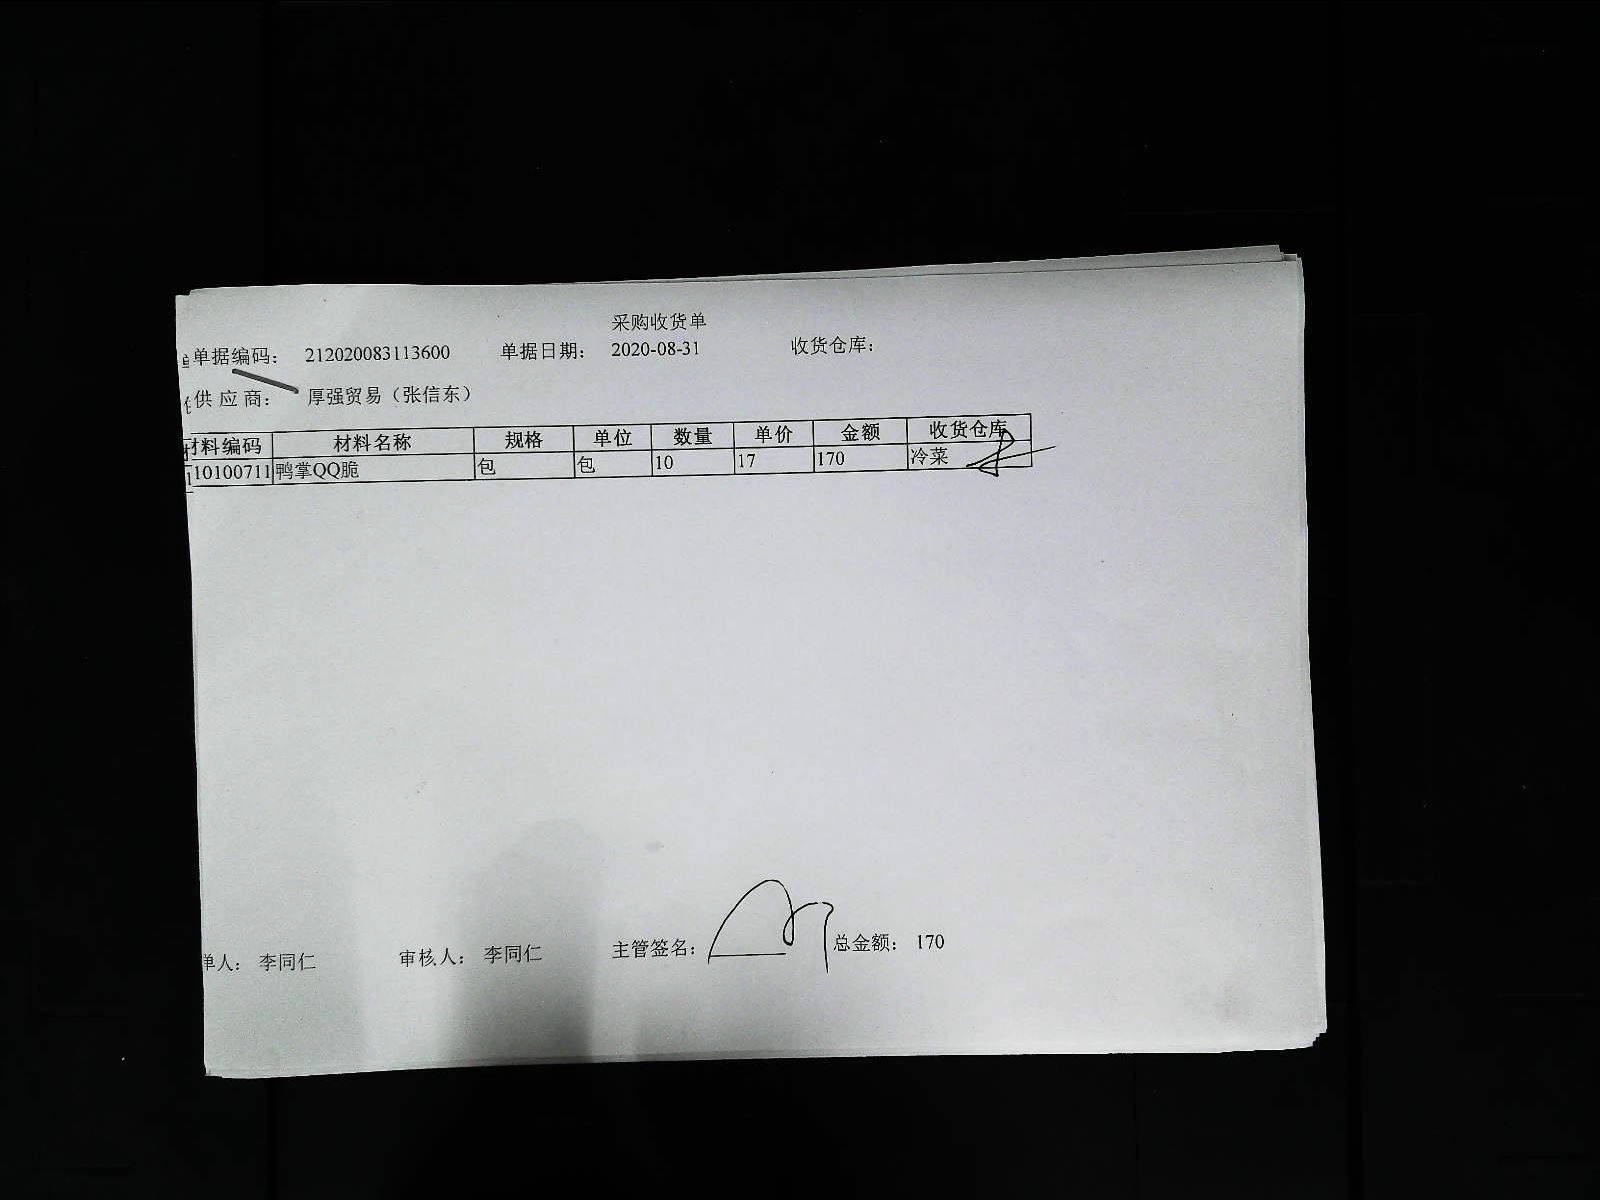 采购收货单
单据编码： 212020083113600 单据日期： 2020-08-31 收货仓库：
供应商： 厚强贸易（张信东）
材料编码 材料名称 规格 单位 数量 单价 金额 收货仓库
10100711 鸭掌QQ脆 包 包 10 17 170 冷菜
单人： 李同仁 审核人： 李同仁 主管签名： 总金额： 170